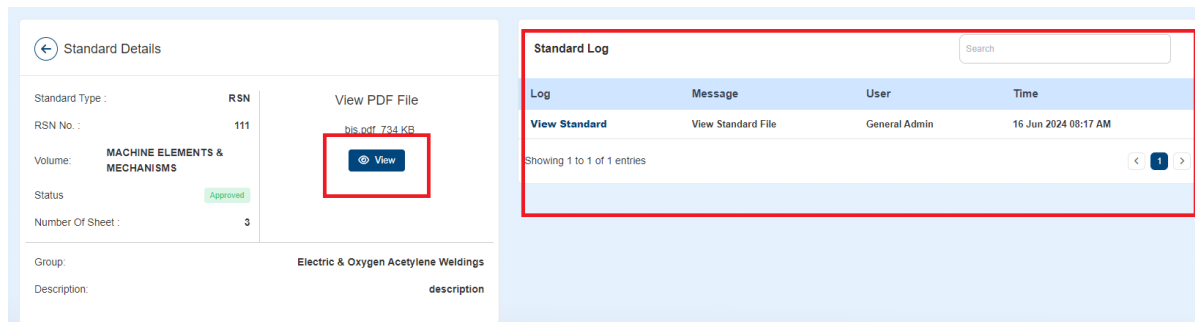 Standard Details
Standard Type : RSN
RSN No. : 111
Volume: MACHINE ELEMENTS &
MECHANISMS
Status Approved
Number Of Sheet : 3
View PDF File
bis.pdf 734 KB
View
Group: Electric & Oxygen Acetylene Weldings
Description: description
Standard Log
Search
Log Message User Time
View Standard View Standard File General Admin 16 Jun 2024 08:17 AM
Showing 1 to 1 of 1 entries
< 1 >